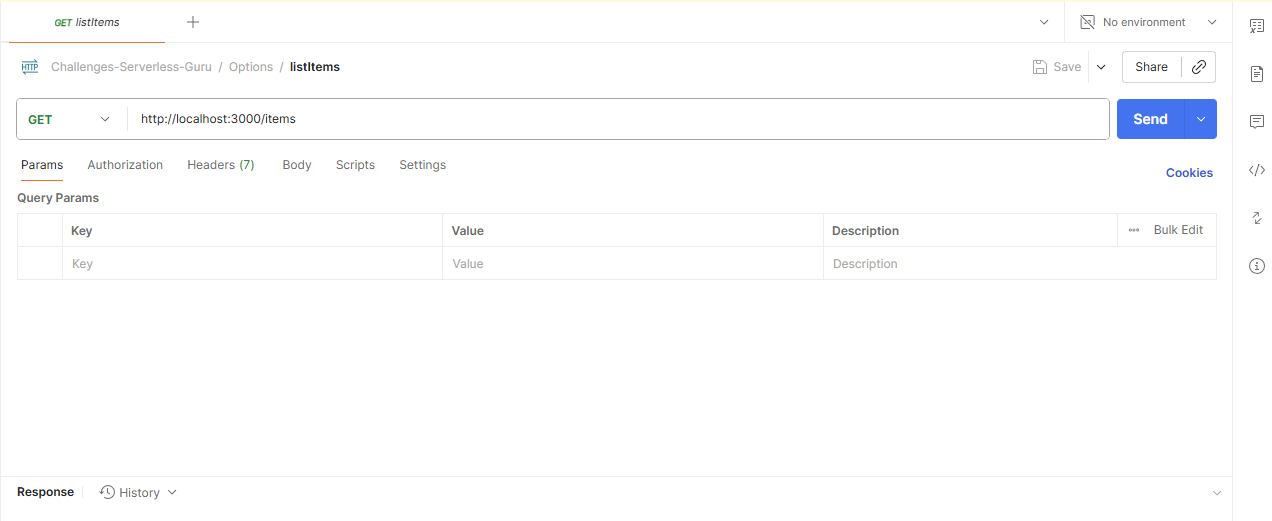 GET listItems
No environment
HTTP Challenges-Serverless-Guru / Options / listItems
Save
Share
GET http://localhost:3000/items
Send
Params Authorization Headers (7) Body Scripts Settings
Cookies
Query Params
Key Value Description
Bulk Edit
Key Value Description
Response History